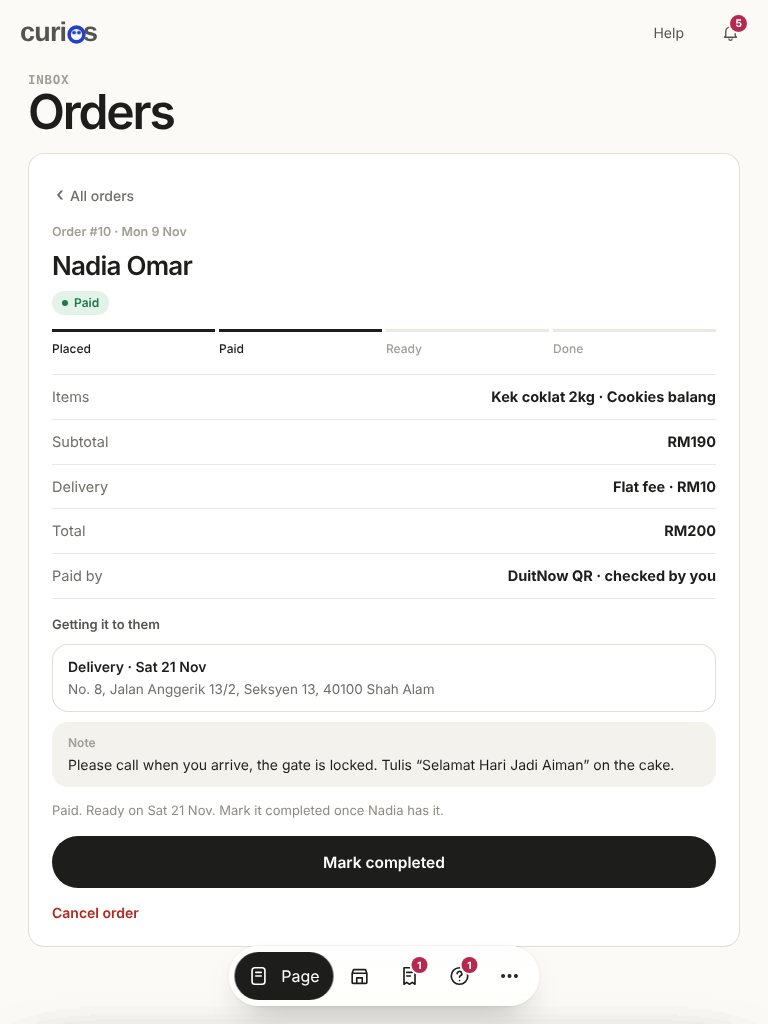 curios
Help
5
INBOX
Orders
All orders
Order #10 · Mon 9 Nov
Nadia Omar
Paid
Placed
Paid
Ready
Done
Items
Kek coklat 2kg · Cookies balang
Subtotal
RM190
Delivery
Flat fee · RM10
Total
RM200
Paid by
DuitNow QR · checked by you
Getting it to them
Delivery · Sat 21 Nov
No. 8, Jalan Anggerik 13/2, Seksyen 13, 40100 Shah Alam
Note
Please call when you arrive, the gate is locked. Tulis “Selamat Hari Jadi Aiman” on the cake.
Paid. Ready on Sat 21 Nov. Mark it completed once Nadia has it.
Mark completed
Cancel order
Page
1
1